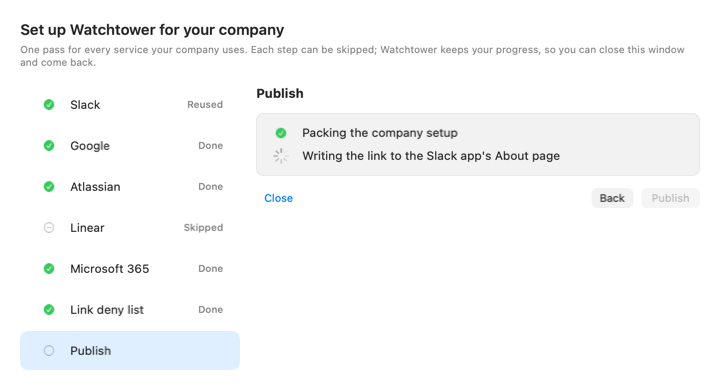 Set up Watchtower for your company
One pass for every service your company uses. Each step can be skipped; Watchtower keeps your progress, so you can close this window
and come back.
Slack Reused
Google Done
Atlassian Done
Linear Skipped
Microsoft 365 Done
Link deny list Done
Publish
Publish
Packing the company setup
Writing the link to the Slack app's About page
Close Back Publish